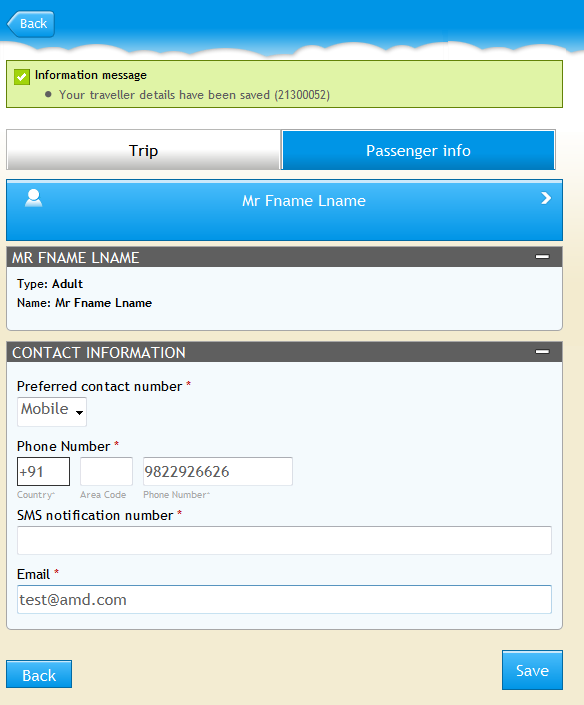 Back
Information message
Your traveller details have been saved (21300052)
Trip Passenger info
Mr Fname Lname
MR FNAME LNAME
Type: Adult
Name: Mr Fname Lname
CONTACT INFORMATION
Preferred contact number *
Mobile
Phone Number *
+91 9822926626
Country* Area Code Phone Number*
SMS notification number *
Email *
test@amd.com
Back Save